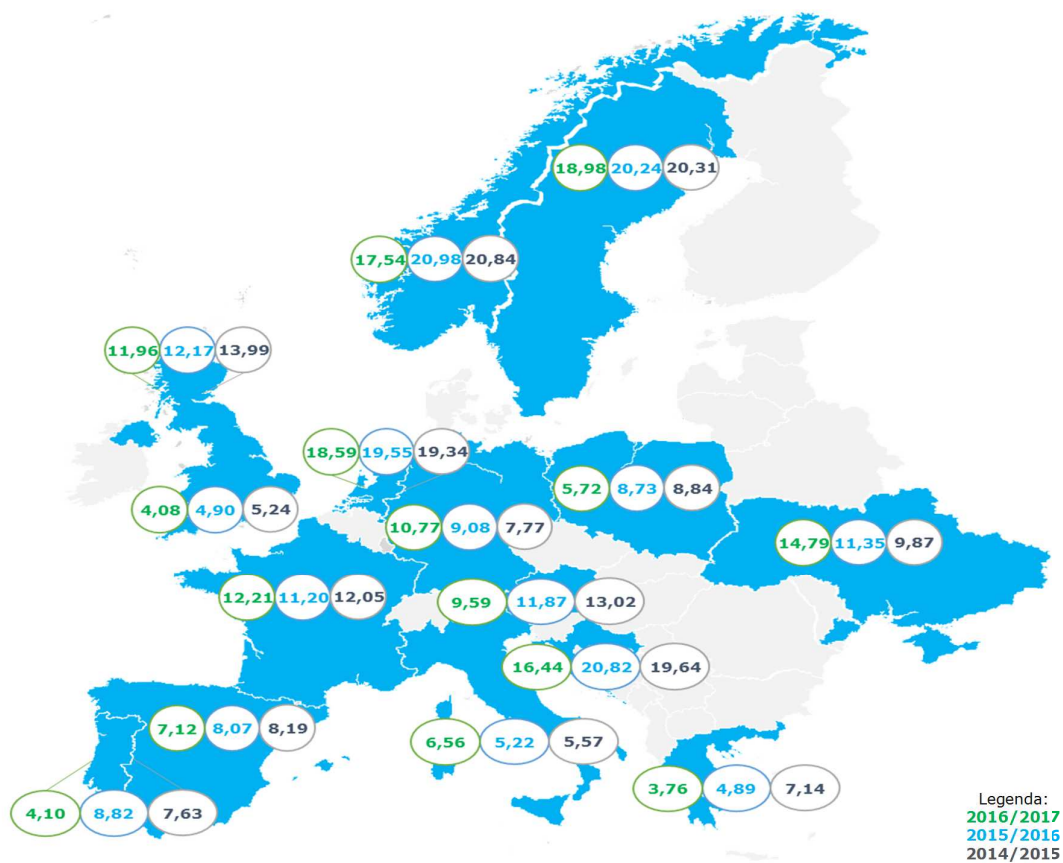 18,98 20,24 20,31
17,54 20,98 20,84
11,96 12,17 13,99
18,59 19,55 19,34
5,72 8,73 8,84
4,08 4,90 5,24
10,77 9,08 7,77
14,79 11,35 9,87
12,21 11,20 12,05
9,59 11,87 13,02
16,44 20,82 19,64
7,12 8,07 8,19
6,56 5,22 5,57
3,76 4,89 7,14
4,10 8,82 7,63
Legenda:
2016/2017
2015/2016
2014/2015